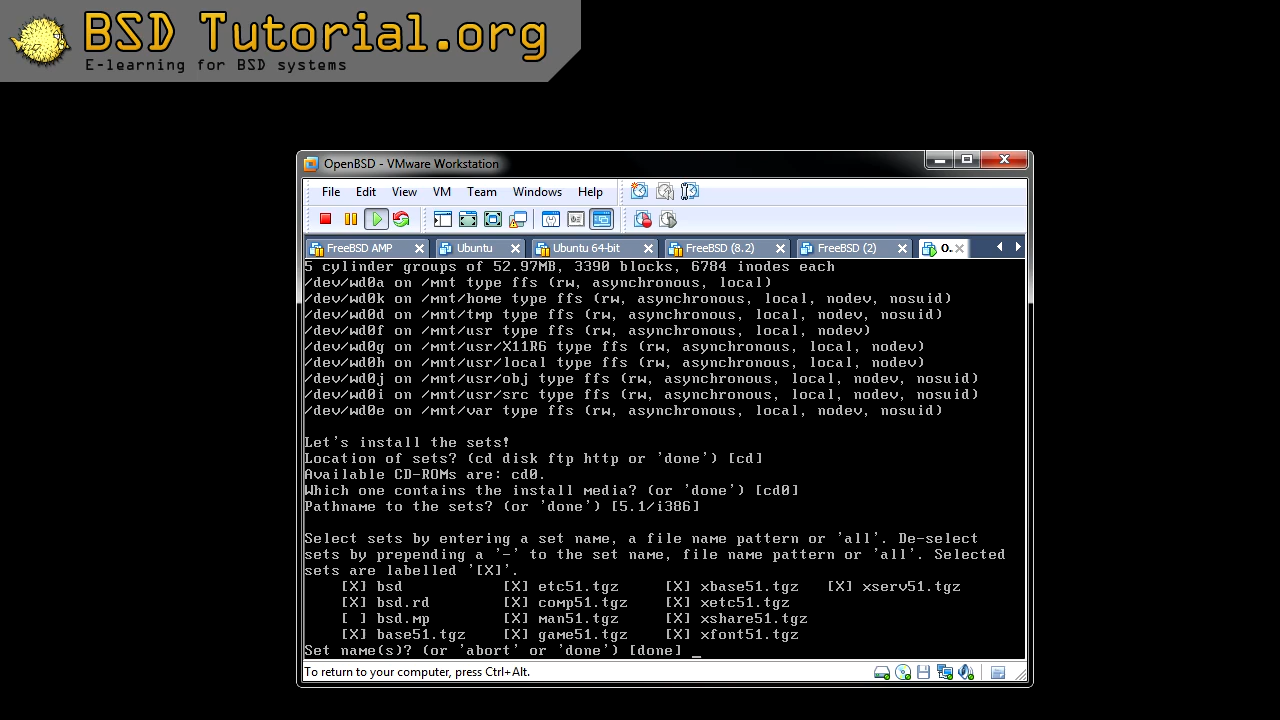 BSD Tutorial.org
E-learning for BSD systems
OpenBSD - VMware Workstation
File Edit View VM Team Windows Help
FreeBSD AMP Ubuntu Ubuntu 64-bit FreeBSD (8.2) FreeBSD (2) O.
5 cylinder groups of 52.97MB, 3390 blocks, 6784 inodes each
/dev/wd0a on /mnt type ffs (rw, asynchronous, local)
/dev/wd0k on /mnt/home type ffs (rw, asynchronous, local, nodev, nosuid)
/dev/wd0d on /mnt/tmp type ffs (rw, asynchronous, local, nodev, nosuid)
/dev/wd0f on /mnt/usr type ffs (rw, asynchronous, local, nodev)
/dev/wd0g on /mnt/usr/X11R6 type ffs (rw, asynchronous, local, nodev)
/dev/wd0h on /mnt/usr/local type ffs (rw, asynchronous, local, nodev)
/dev/wd0j on /mnt/usr/obj type ffs (rw, asynchronous, local, nodev, nosuid)
/dev/wd0i on /mnt/usr/src type ffs (rw, asynchronous, local, nodev, nosuid)
/dev/wd0e on /mnt/var type ffs (rw, asynchronous, local, nodev, nosuid)
Let's install the sets!
Location of sets? (cd disk ftp http or 'done') [cd]
Available CD-ROMs are: cd0.
Which one contains the install media? (or 'done') [cd0]
Pathname to the sets? (or 'done') [5.1/i386]
Select sets by entering a set name, a file name pattern or 'all'. De-select
sets by prepending a '-' to the set name, file name pattern or 'all'. Selected
sets are labelled '[X]'.
[X] bsd [X] etc51.tgz [X] xbase51.tgz [X] xserv51.tgz
[X] bsd.rd [X] comp51.tgz [X] xetc51.tgz
[ ] bsd.mp [X] man51.tgz [X] xshare51.tgz
[X] base51.tgz [X] game51.tgz [X] xfont51.tgz
Set name(s)? (or 'abort' or 'done') [done] _
To return to your computer, press Ctrl+Alt.